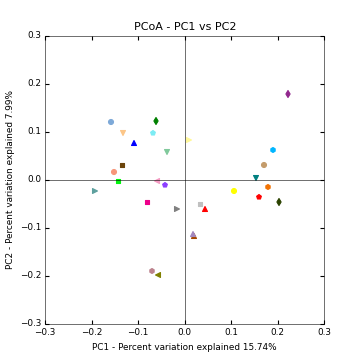 PCoA - PC1 vs PC2
0.3
0.2
0.1
0.0
−0.1
−0.2
−0.3
−0.3 −0.2 −0.1 0.0 0.1 0.2 0.3
PC2 - Percent variation explained 7.99%
PC1 - Percent variation explained 15.74%